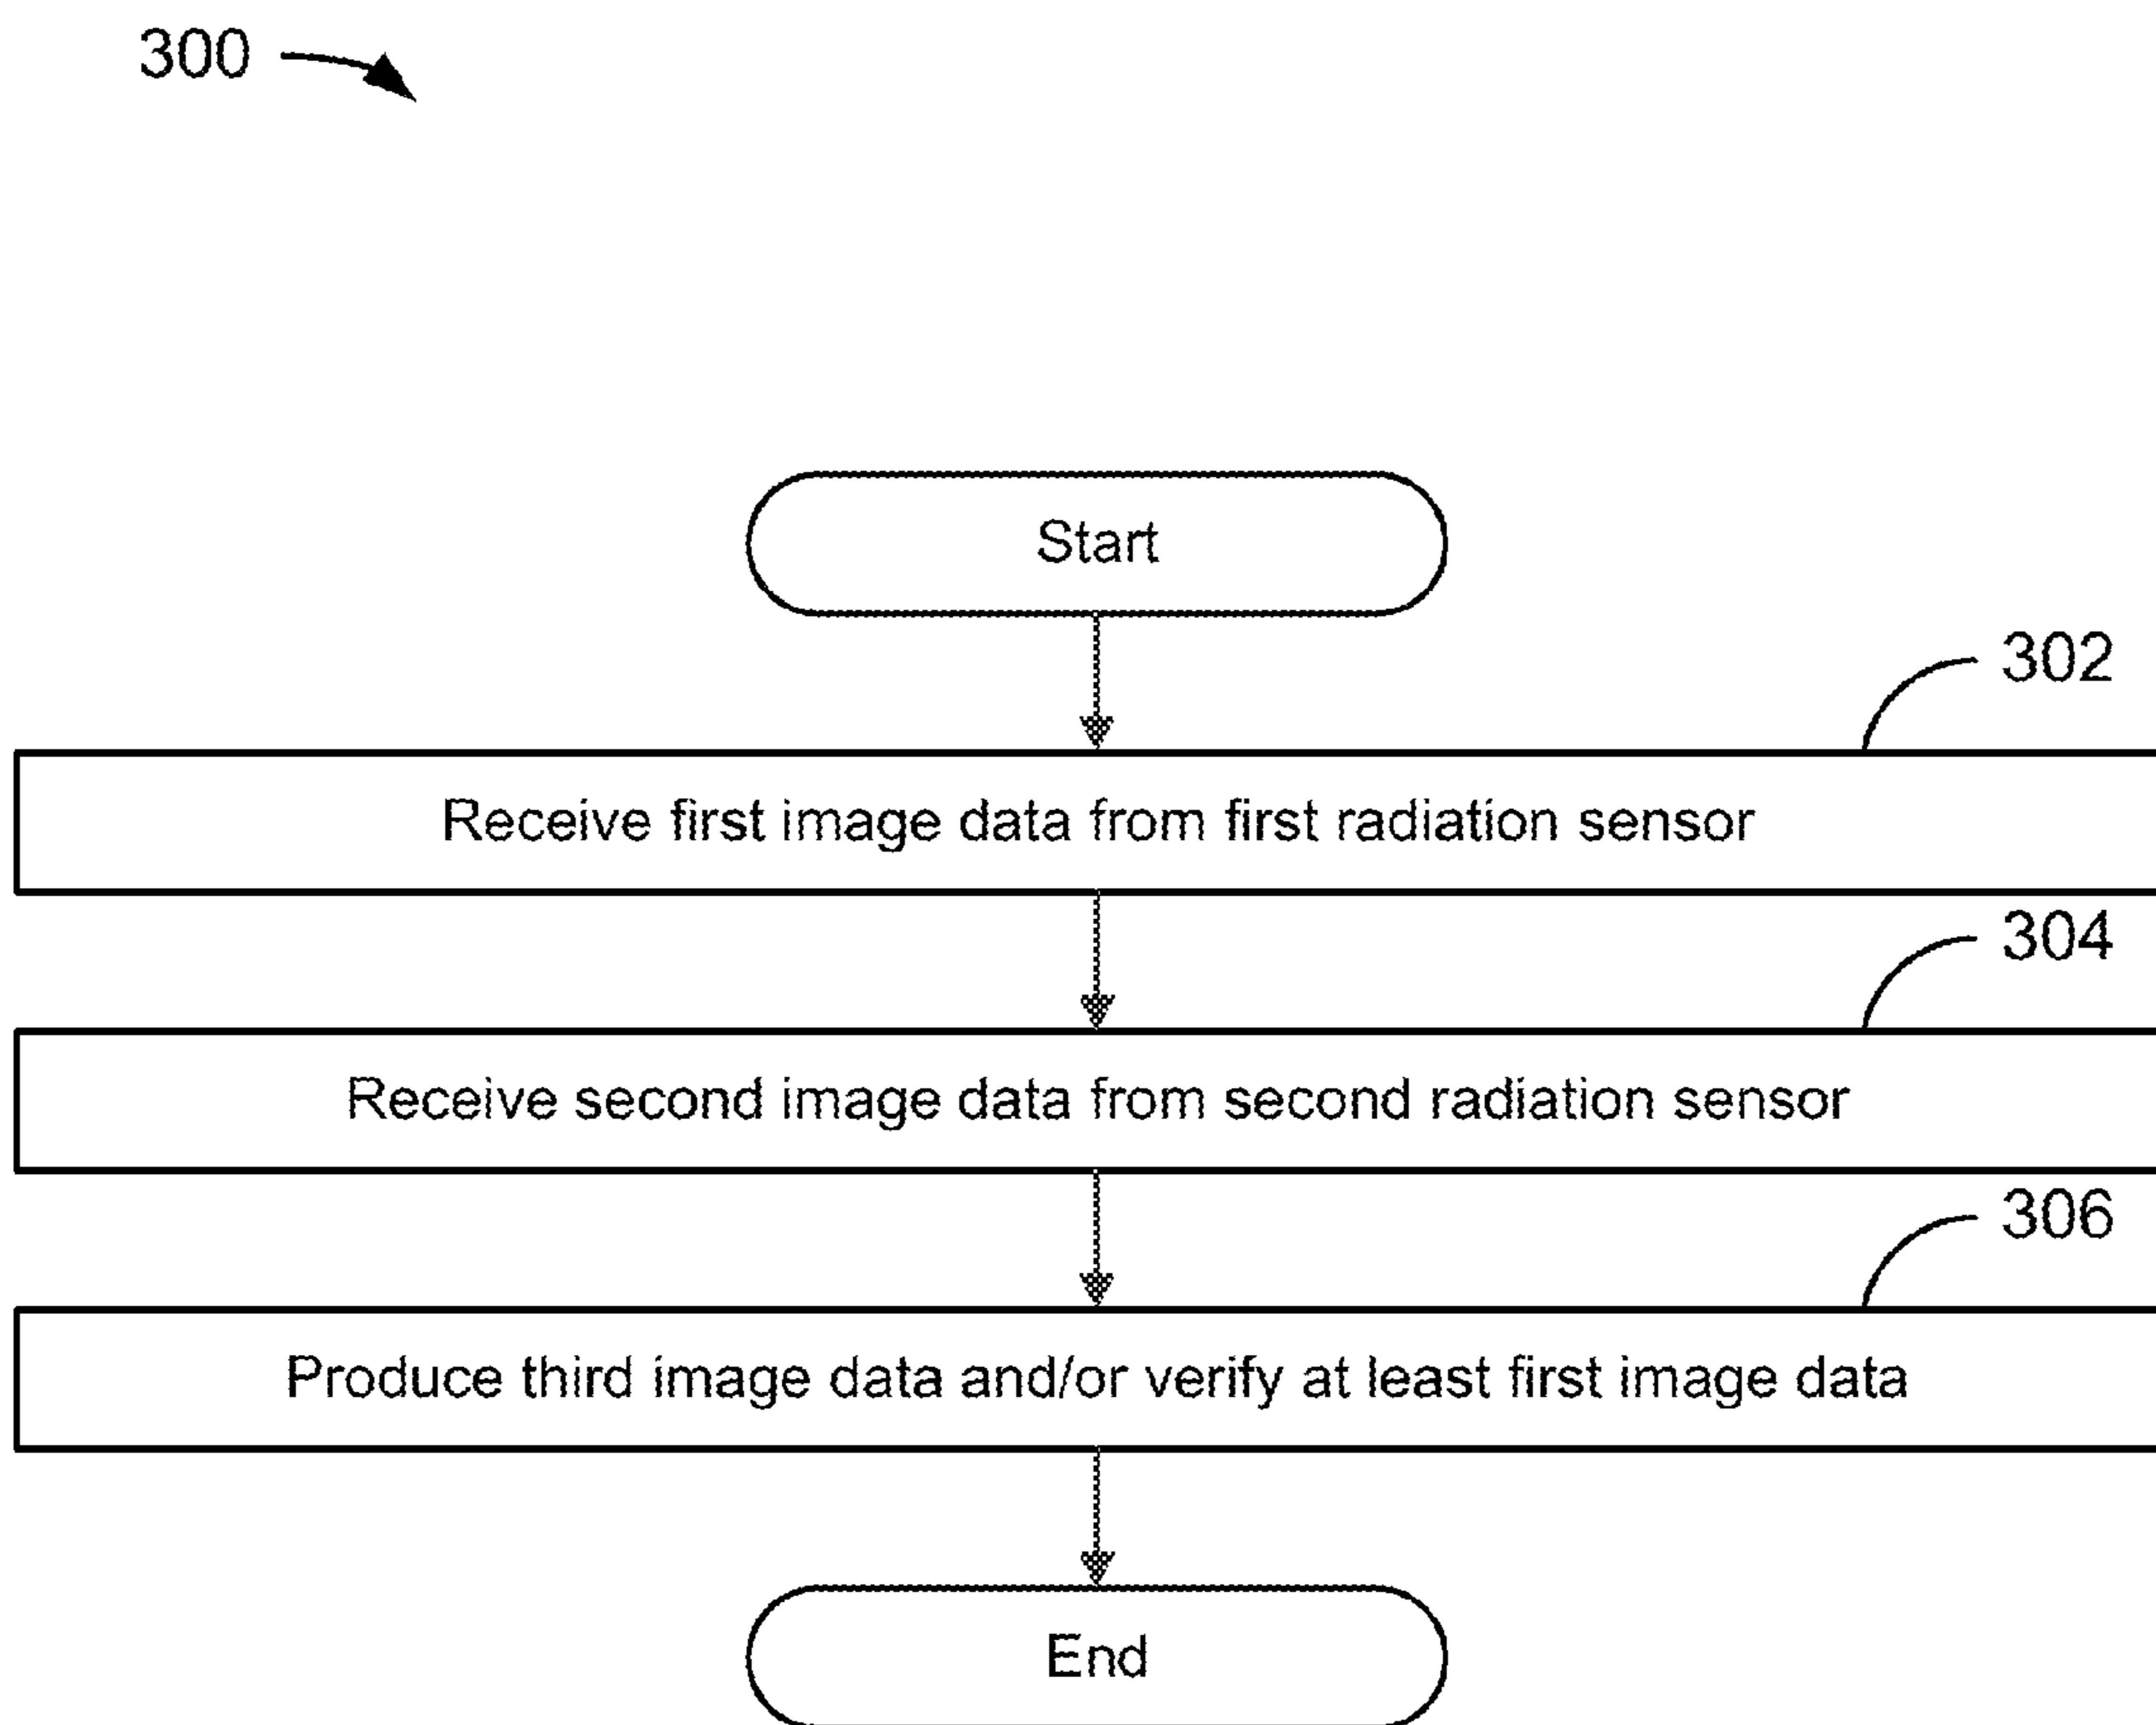 300
Start
302
Receive first image data from first radiation sensor
304
Receive second image data from second radiation sensor
306
Produce third image data and/or verify at least first image data
End